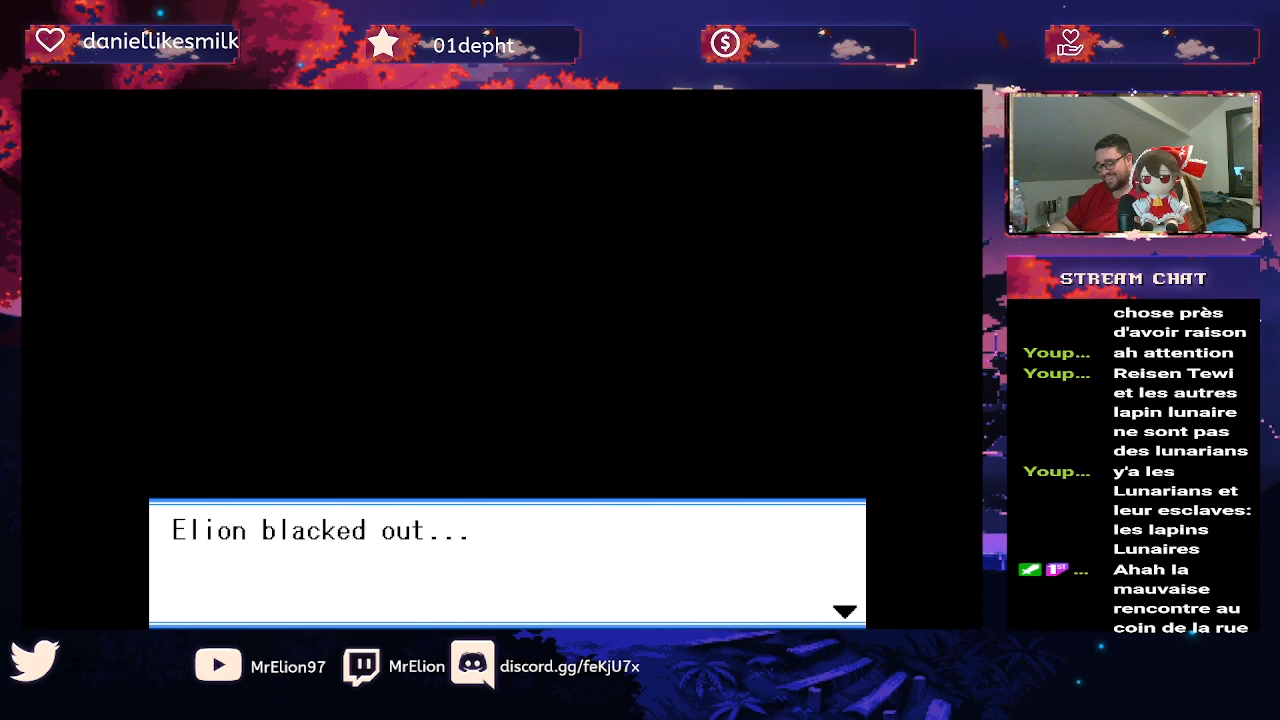 daniellikesmilk
01depht
STREAM CHAT
chose près
d'avoir raison
Youp... ah attention
Youp... Reisen Tewi
et les autres
lapin lunaire
ne sont pas
des lunarians
Youp... y'a les
Lunarians et
leur esclaves:
les lapins
Lunaires
1ST ... Ahah la
mauvaise
rencontre au
coin de la rue
Elion blacked out...
MrElion97
MrElion
discord.gg/feKjU7x